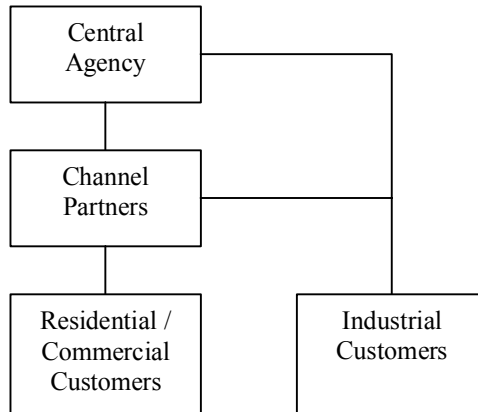 Central
Agency
Channel
Partners
Residential /
Commercial
Customers
Industrial
Customers